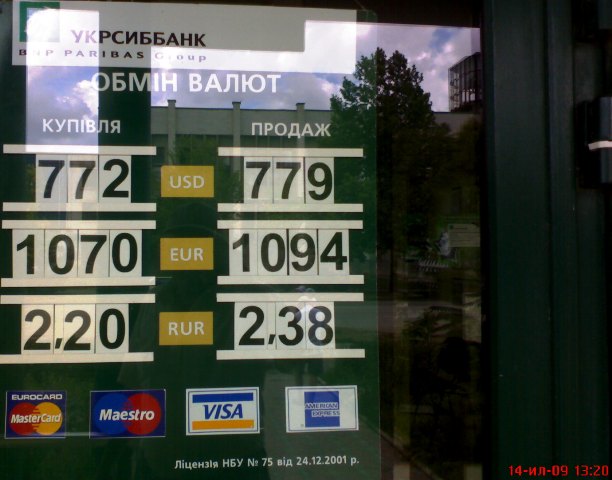 УКРСИББАНК
BNP PARIBAS Group
ОБМІН ВАЛЮТ
КУПІВЛЯ ПРОДАЖ
772 USD 779
1070 EUR 1094
2,20 RUR 2,38
EUROCARD MasterCard Maestro VISA AMERICAN EXPRESS
Ліцензія НБУ № 75 від 24.12.2001 р.
14-ил-09 13:20